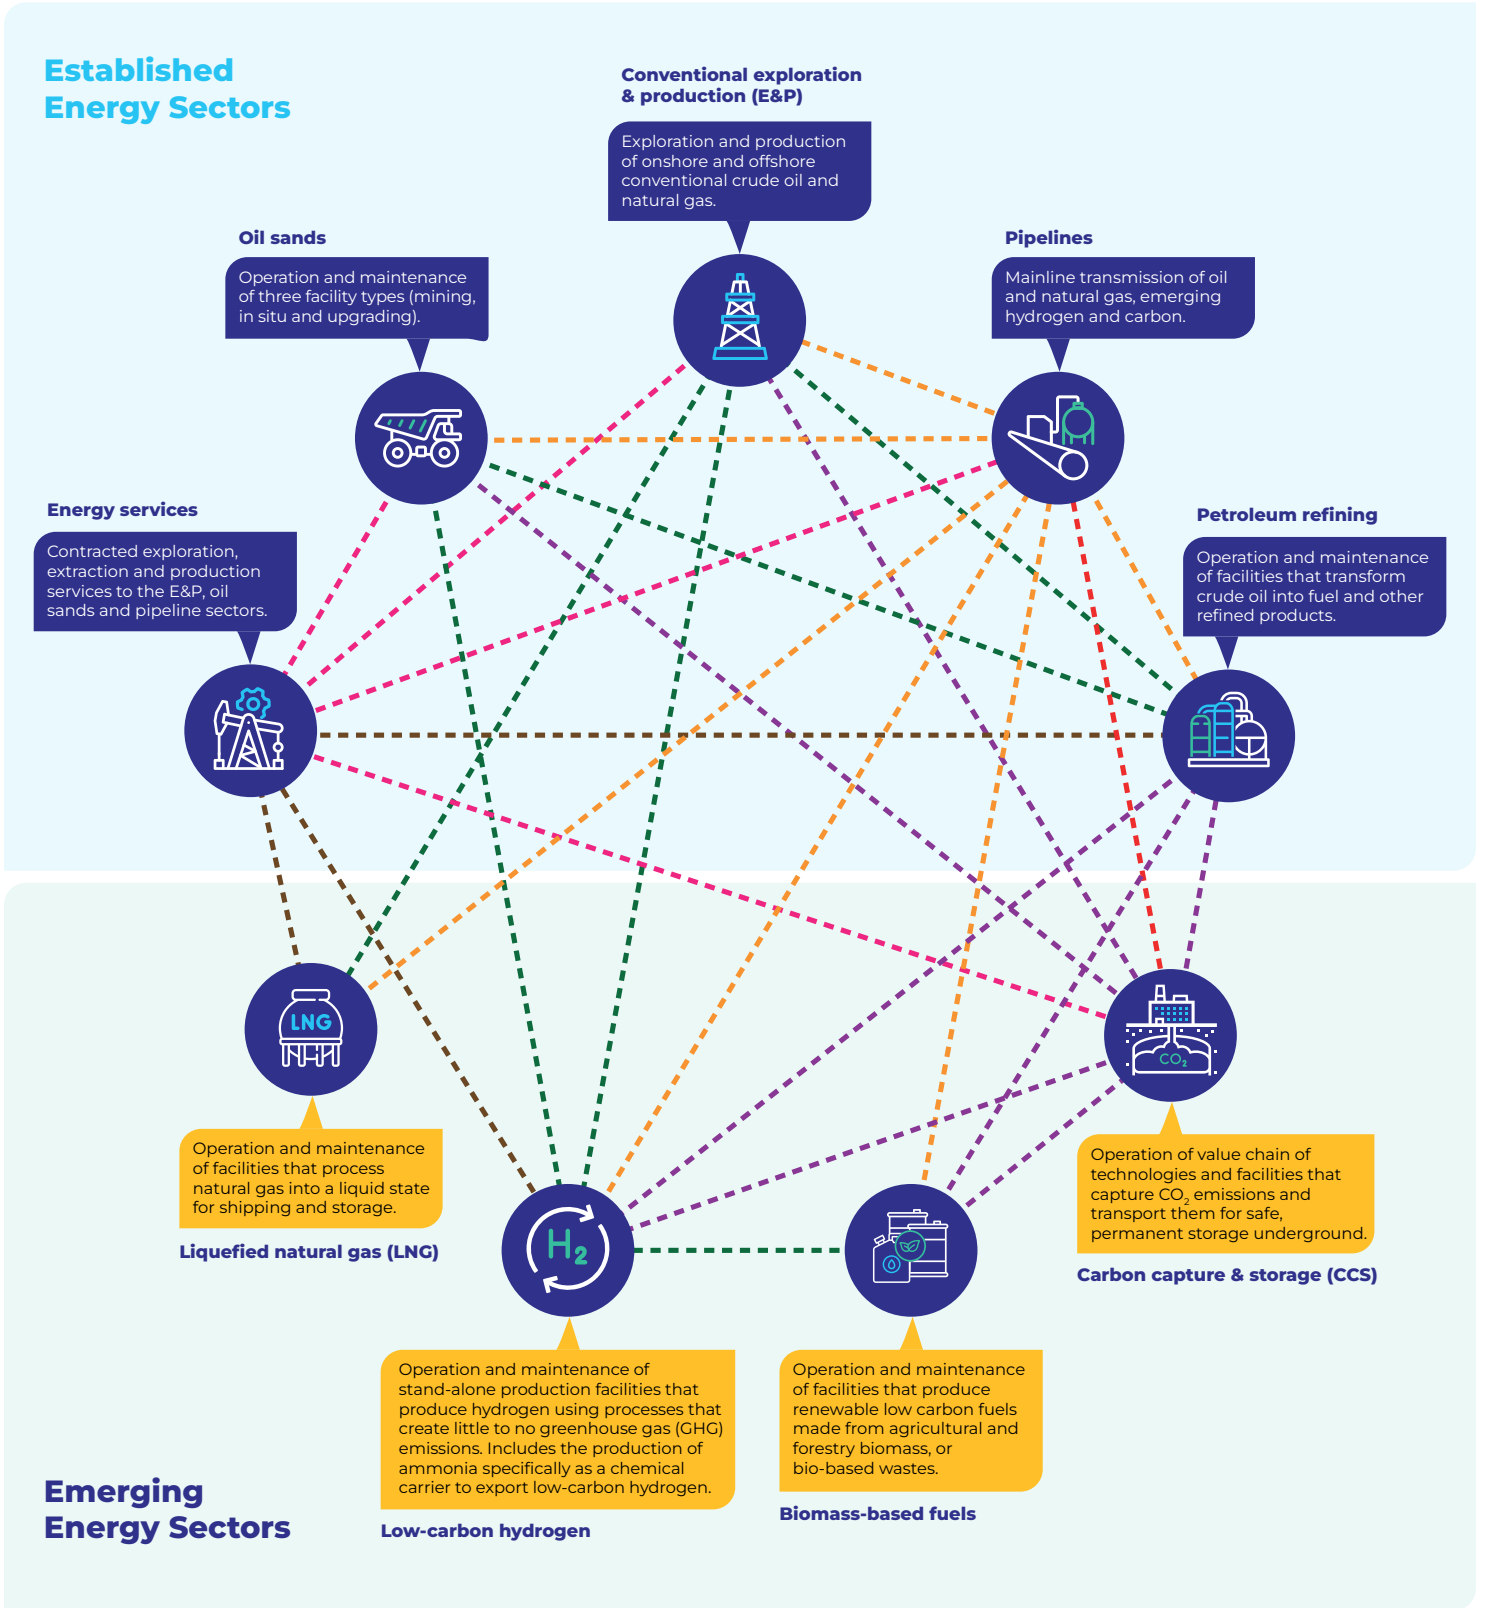 Established
Energy Sectors
Conventional exploration
& production (E&P)
Exploration and production
of onshore and offshore
conventional crude oil and
natural gas.
Oil sands
Operation and maintenance
of three facility types (mining,
in situ and upgrading).
Pipelines
Mainline transmission of oil
and natural gas, emerging
hydrogen and carbon.
Energy services
Contracted exploration,
extraction and production
services to the E&P, oil
sands and pipeline sectors.
Petroleum refining
Operation and maintenance
of facilities that transform
crude oil into fuel and other
refined products.
LNG
Operation and maintenance
of facilities that process
natural gas into a liquid state
for shipping and storage.
Liquefied natural gas (LNG)
CO₂
Operation of value chain of
technologies and facilities that
capture CO₂ emissions and
transport them for safe,
permanent storage underground.
Carbon capture & storage (CCS)
H₂
Operation and maintenance of
stand-alone production facilities that
produce hydrogen using processes that
create little to no greenhouse gas (GHG)
emissions. Includes the production of
ammonia specifically as a chemical
carrier to export low-carbon hydrogen.
Low-carbon hydrogen
Operation and maintenance
of facilities that produce
renewable low carbon fuels
made from agricultural and
forestry biomass, or
bio-based wastes.
Biomass-based fuels
Emerging
Energy Sectors